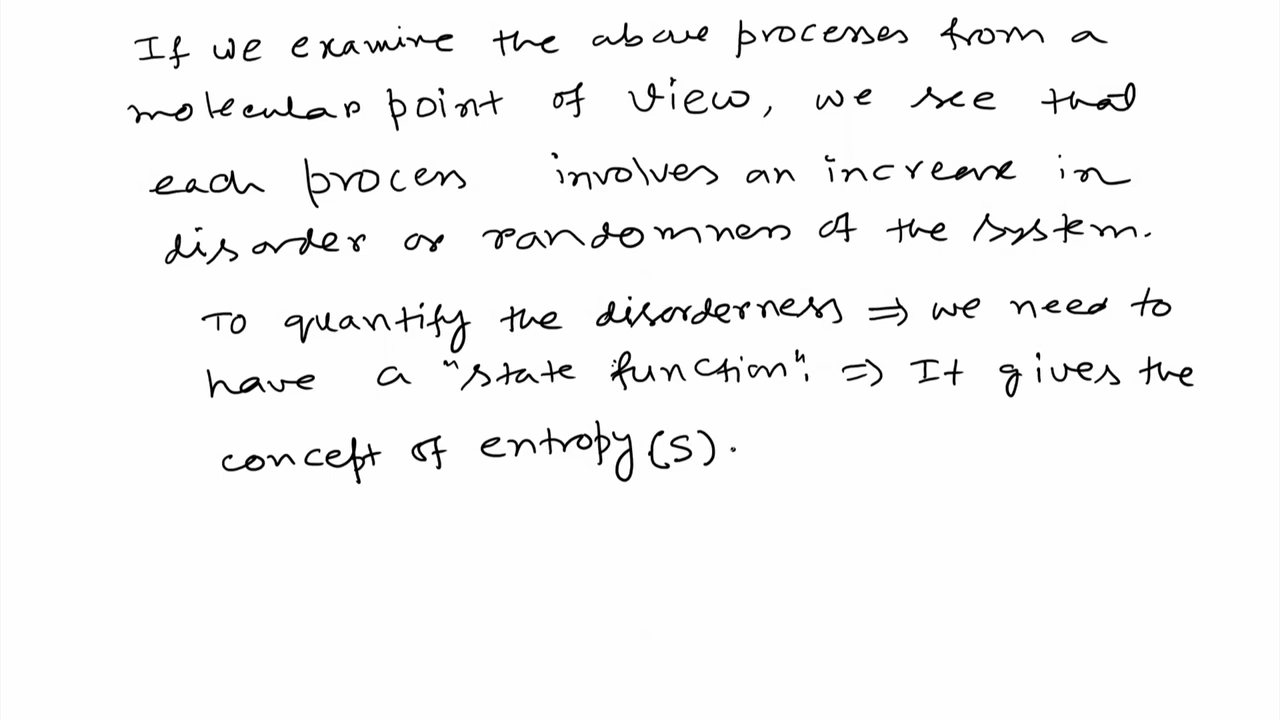 If we examine the above processes from a
molecular point of view, we see that
each process involves an increase in
disorder or randomness of the system.
To quantify the disorderness ⇒ we need to
have a "state function". ⇒ It gives the
concept of entropy (S).